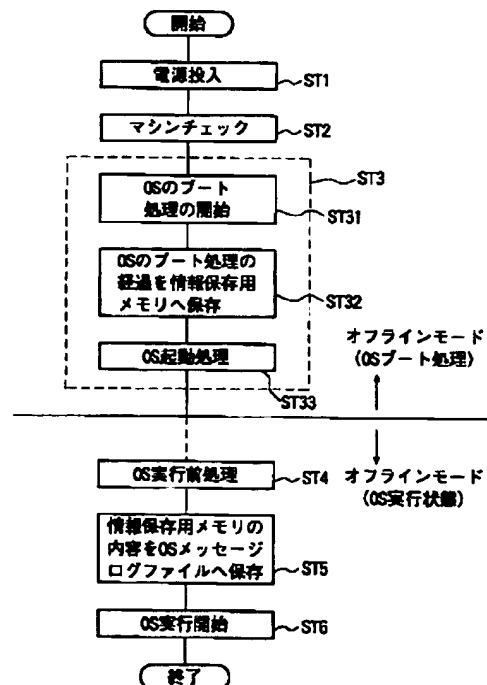 開始
電源投入
ST1
マシンチェック
ST2
ST3
OSのブート
処理の開始
ST31
OSのブート処理の
経過を情報保存用
メモリへ保存
ST32
OS起動処理
ST33
オフラインモード
(OSブート処理)
オフラインモード
(OS実行状態)
OS実行前処理
ST4
情報保存用メモリの
内容をOSメッセージ
ログファイルへ保存
ST5
OS実行開始
ST6
終了